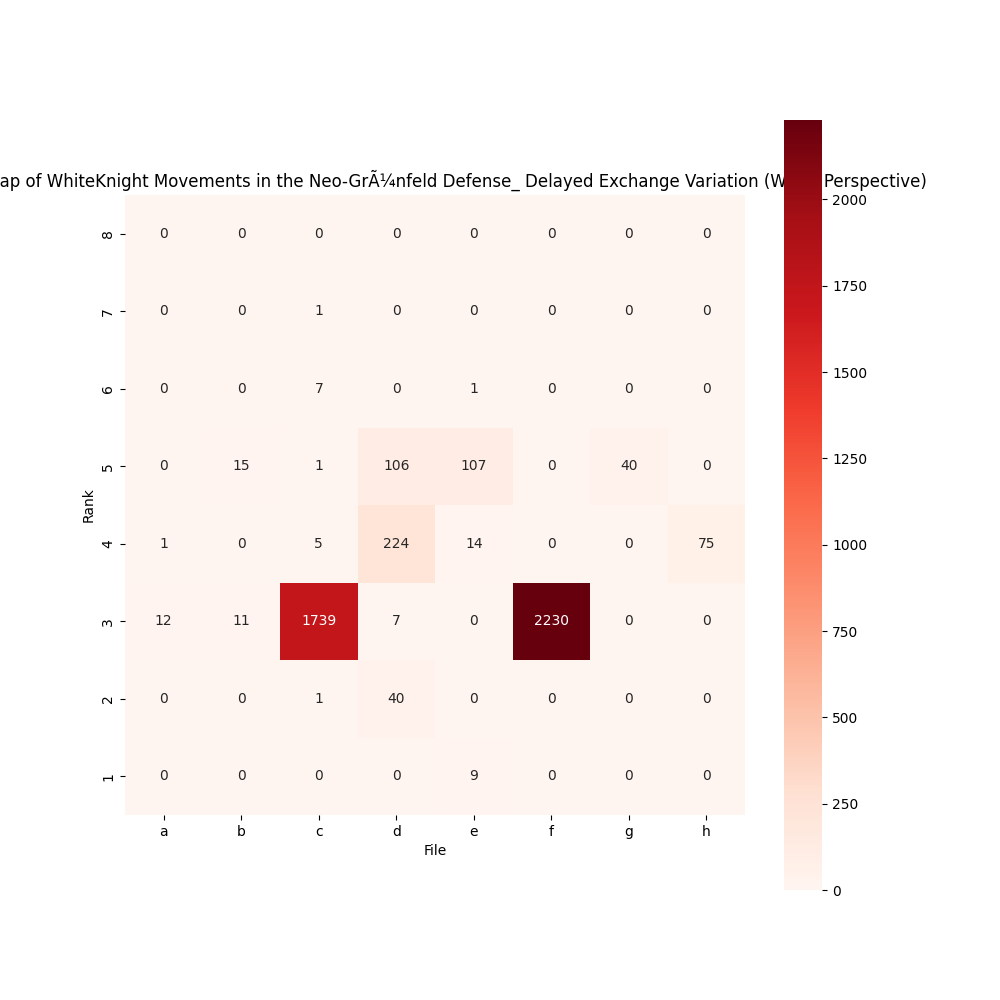 ap of WhiteKnight Movements in the Neo-GrÃ¼nfeld Defense_ Delayed Exchange Variation (W Perspective)
8 0 0 0 0 0 0 0 0
7 0 0 1 0 0 0 0 0
6 0 0 7 0 1 0 0 0
5 0 15 1 106 107 0 40 0
4 1 0 5 224 14 0 0 75
3 12 11 1739 7 0 2230 0 0
2 0 0 1 40 0 0 0 0
1 0 0 0 0 9 0 0 0
a b c d e f g h
File
Rank
2000
1750
1500
1250
1000
750
500
250
0